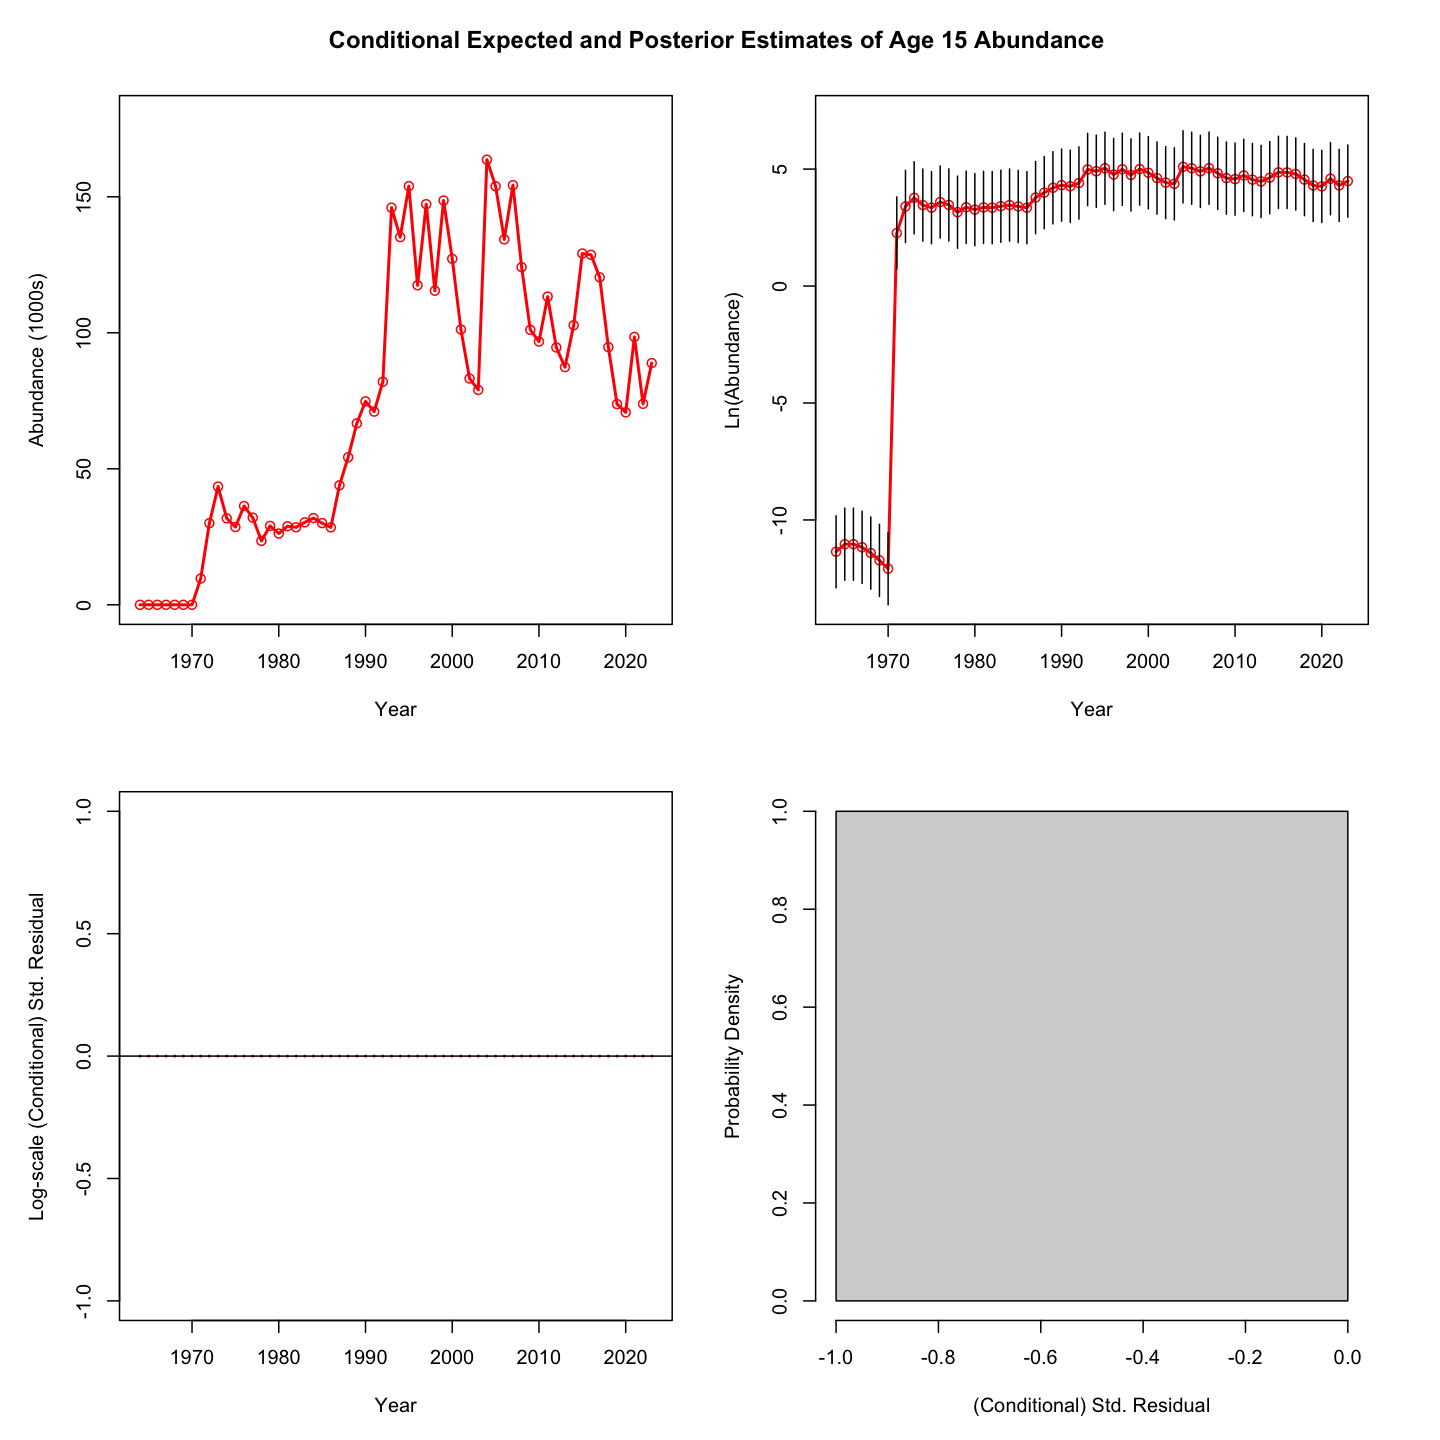 Conditional Expected and Posterior Estimates of Age 15 Abundance
Abundance (1000s)
150
100
50
0
1970 1980 1990 2000 2010 2020
Year
Ln(Abundance)
5
0
-5
-10
1970 1980 1990 2000 2010 2020
Year
Log-scale (Conditional) Std. Residual
1.0
0.5
0.0
-0.5
-1.0
1970 1980 1990 2000 2010 2020
Year
Probability Density
1.0
0.8
0.6
0.4
0.2
0.0
-1.0 -0.8 -0.6 -0.4 -0.2 0.0
(Conditional) Std. Residual